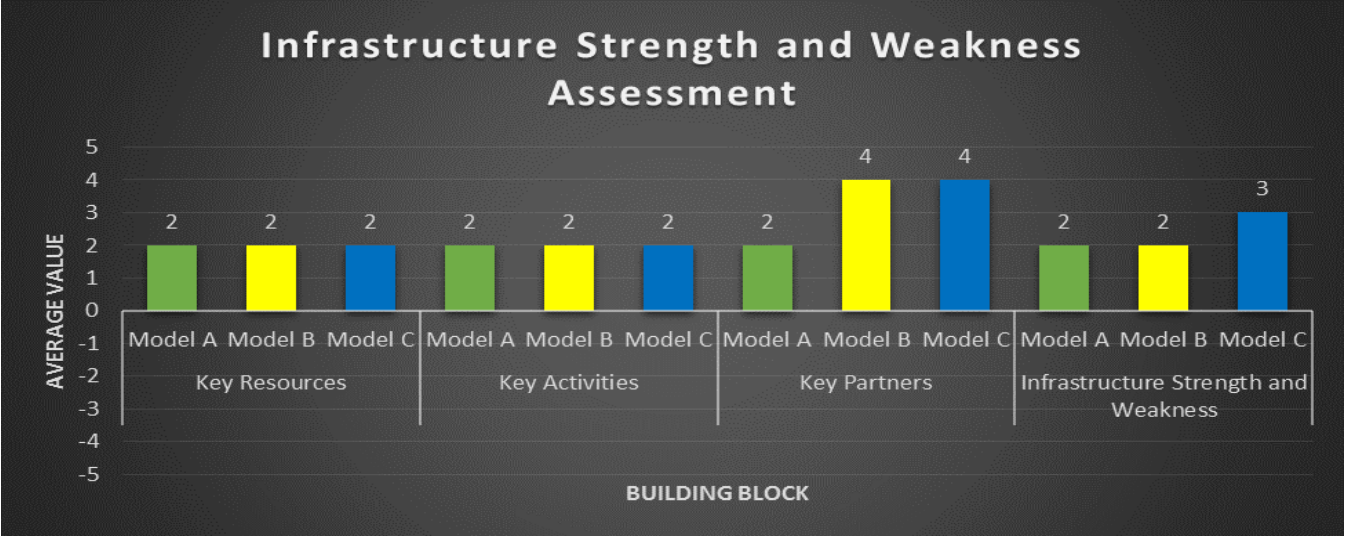 Infrastructure Strength and Weakness
Assessment
AVERAGE VALUE
5
4
3
2
1
0
-1
-2
-3
-4
-5
2 2 2 2 2 2 2 4 4 2 2 3
Model A Model B Model C Model A Model B Model C Model A Model B Model C Model A Model B Model C
Key Resources Key Activities Key Partners Infrastructure Strength and
Weakness
BUILDING BLOCK